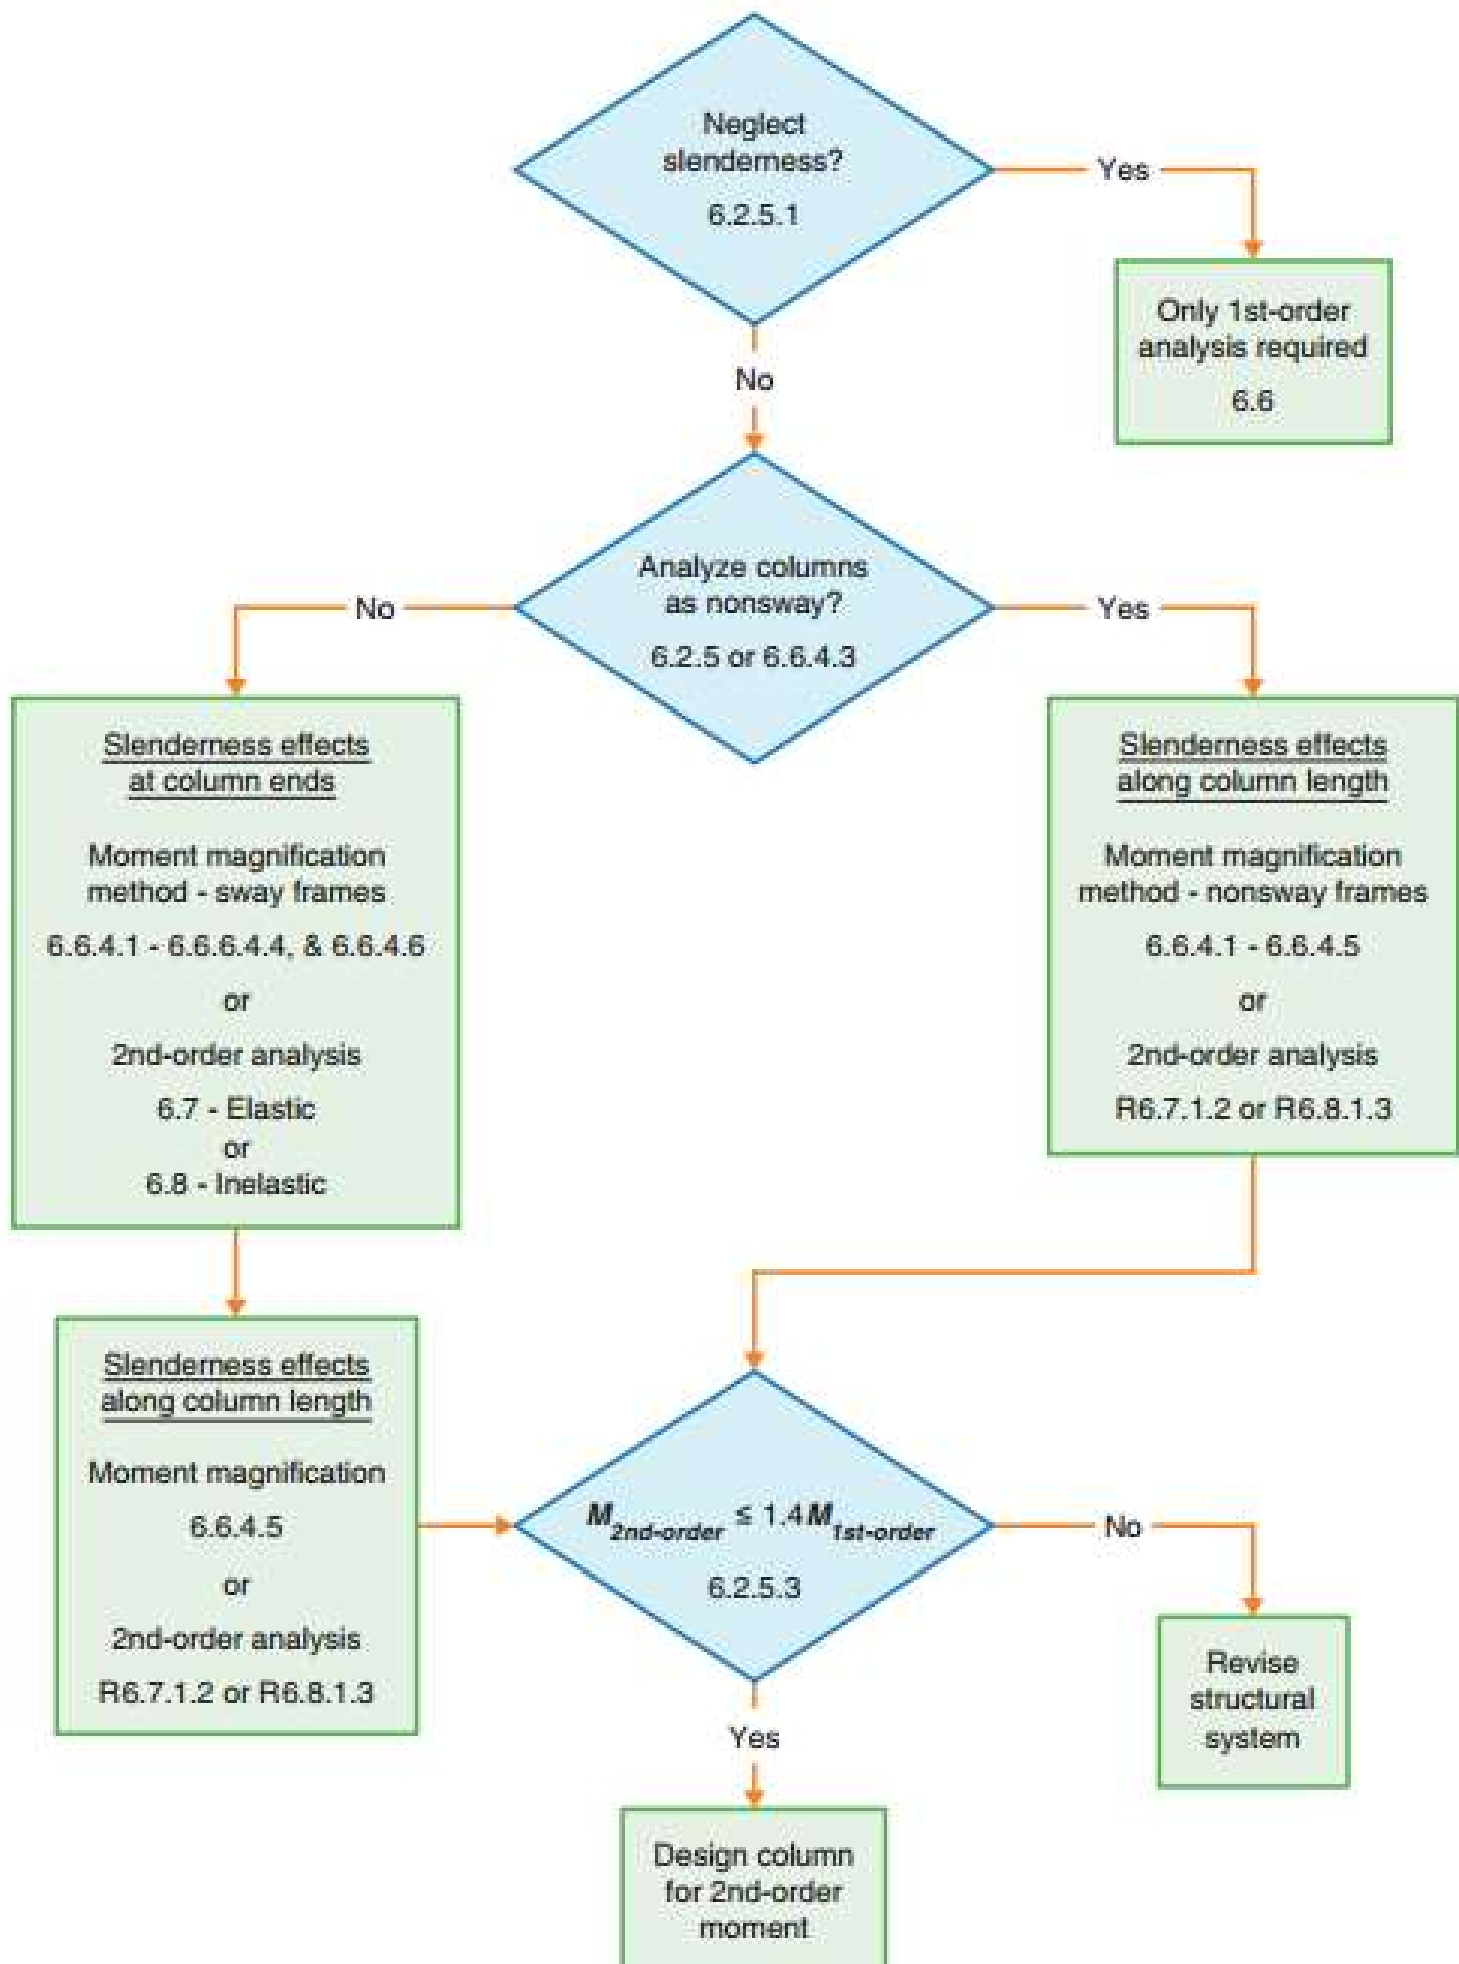 Neglect
slenderness?
6.2.5.1
Yes
Only 1st-order
analysis required
6.6
No
Analyze columns
as nonsway?
6.2.5 or 6.6.4.3
No
Yes
Slenderness effects
at column ends
Moment magnification
method - sway frames
6.6.4.1 - 6.6.6.4.4, & 6.6.4.6
or
2nd-order analysis
6.7 - Elastic
or
6.8 - Inelastic
Slenderness effects
along column length
Moment magnification
method - nonsway frames
6.6.4.1 - 6.6.4.5
or
2nd-order analysis
R6.7.1.2 or R6.8.1.3
Slenderness effects
along column length
Moment magnification
6.6.4.5
or
2nd-order analysis
R6.7.1.2 or R6.8.1.3
M2nd-order ≤ 1.4M1st-order
6.2.5.3
No
Revise
structural
system
Yes
Design column
for 2nd-order
moment